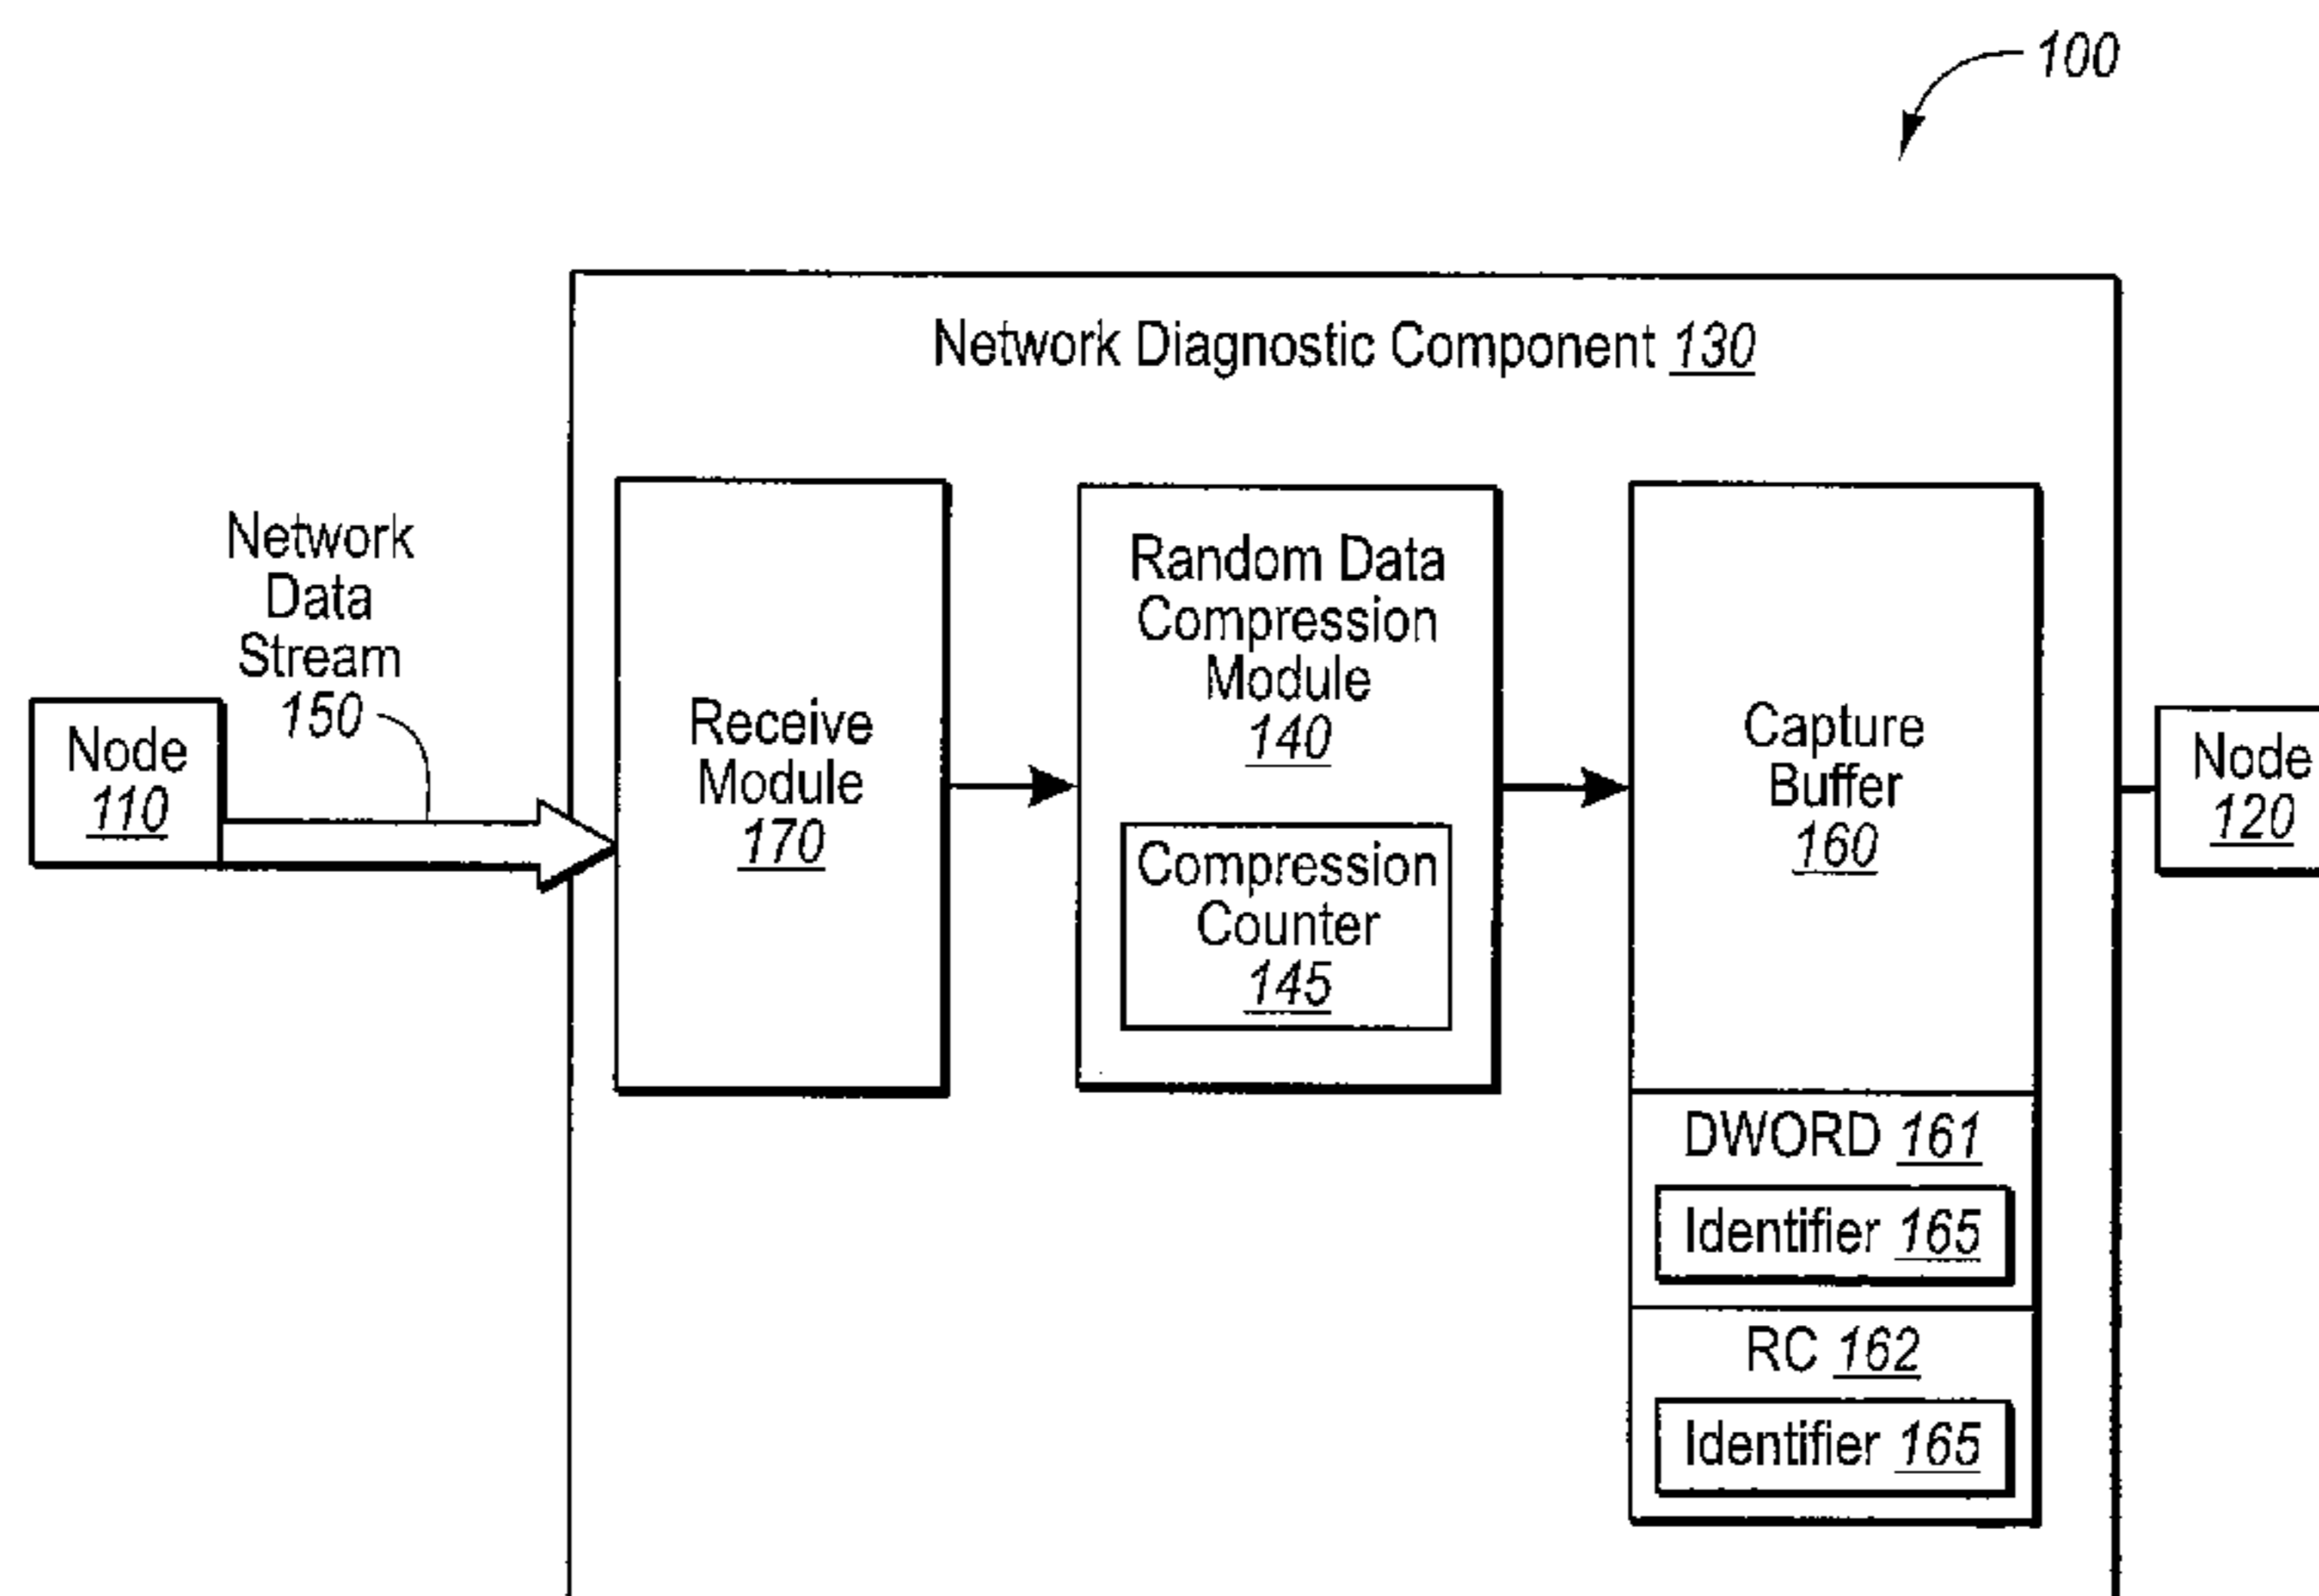 100
Network Diagnostic Component 130
Network
Data
Stream
150
Node
110
Receive
Module
170
Random Data
Compression
Module
140
Compression
Counter
145
Capture
Buffer
160
DWORD 161
Identifier 165
RC 162
Identifier 165
Node
120